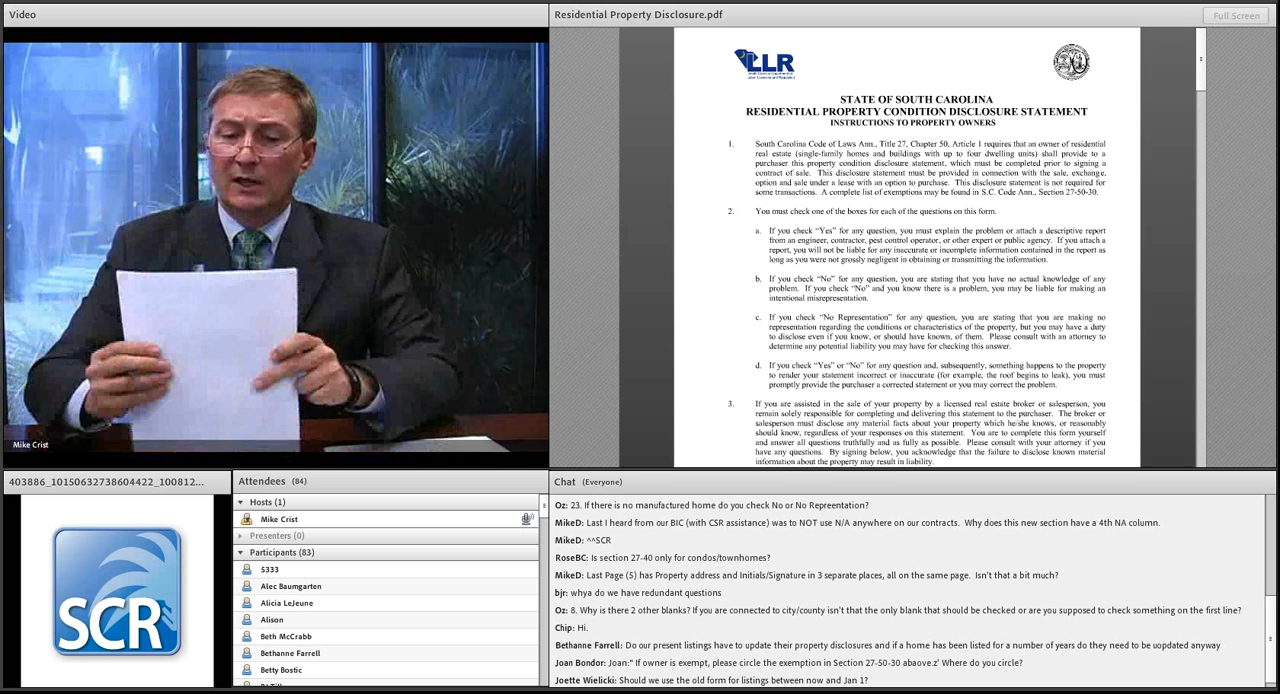 Video
Mike Crist
Residential Property Disclosure.pdf
Full Screen
LLR
STATE OF SOUTH CAROLINA
RESIDENTIAL PROPERTY CONDITION DISCLOSURE STATEMENT
INSTRUCTIONS TO PROPERTY OWNERS
1. South Carolina Code of Laws Ann., Title 27, Chapter 50, Article 1 requires that an owner of residential
real estate (single-family homes and buildings with up to four dwelling units) shall provide to a
purchaser this property condition disclosure statement, which must be completed prior to signing a
contract of sale. This disclosure statement must be provided in connection with the sale, exchange,
option and sale under a lease with an option to purchase. This disclosure statement is not required for
some transactions. A complete list of exemptions may be found in S.C. Code Ann., Section 27-50-30.
2. You must check one of the boxes for each of the questions on this form.
a. If you check “Yes” for any question, you must explain the problem or attach a descriptive report
from an engineer, contractor, pest control operator, or other expert or public agency. If you attach a
report, you will not be liable for any inaccurate or incomplete information contained in the report as
long as you were not grossly negligent in obtaining or transmitting the information.
b. If you check “No” for any question, you are stating that you have no actual knowledge of any
problem. If you check “No” and you know there is a problem, you may be liable for making an
intentional misrepresentation.
c. If you check “No Representation” for any question, you are stating that you are making no
representation regarding the conditions or characteristics of the property, but you may have a duty
to disclose even if you know, or should have known, of them. Please consult with an attorney to
determine any potential liability you may have for checking this answer.
d. If you check “Yes” or “No” for any question and, subsequently, something happens to the property
to render your statement incorrect or inaccurate (for example, the roof begins to leak), you must
promptly provide the purchaser a corrected statement or you may correct the problem.
3. If you are assisted in the sale of your property by a licensed real estate broker or salesperson, you
remain solely responsible for completing and delivering this statement to the purchaser. The broker or
salesperson must disclose any material facts about your property which he/she knows, or reasonably
should know, regardless of your responses on this statement. You are to complete this form yourself
and answer all questions truthfully and as fully as possible. Please consult with your attorney if you
have any questions. By signing below, you acknowledge that the failure to disclose known material
information about the property may result in liability.
403886_10150632738604422_100812...
SCR
Attendees (84)
Hosts (1)
Mike Crist
Presenters (0)
Participants (83)
5333
Alec Baumgarten
Alicia LeJeune
Alison
Beth McCrabb
Bethanne Farrell
Betty Bostic
Chat (Everyone)
Oz: 23. If there is no manufactured home do you check No or No Repreentation?
MikeD: Last I heard from our BIC (with CSR assistance) was to NOT use N/A anywhere on our contracts. Why does this new section have a 4th NA column.
MikeD: ^^SCR
RoseBC: Is section 27-40 only for condos/townhomes?
MikeD: Last Page (5) has Property address and Initials/Signature in 3 separate places, all on the same page. Isn't that a bit much?
bjr: whya do we have redundant questions
Oz: 8. Why is there 2 other blanks? If you are connected to city/county isn't that the only blank that should be checked or are you supposed to check something on the first line?
Chip: Hi.
Bethanne Farrell: Do our present listings have to update their property disclosures and if a home has been listed for a number of years do they need to be uopdated anyway
Joan Bondor: Joan:" If owner is exempt, please circle the exemption in Section 27-50-30 abaove.z' Where do you circle?
Joette Wielicki: Should we use the old form for listings between now and Jan 1?